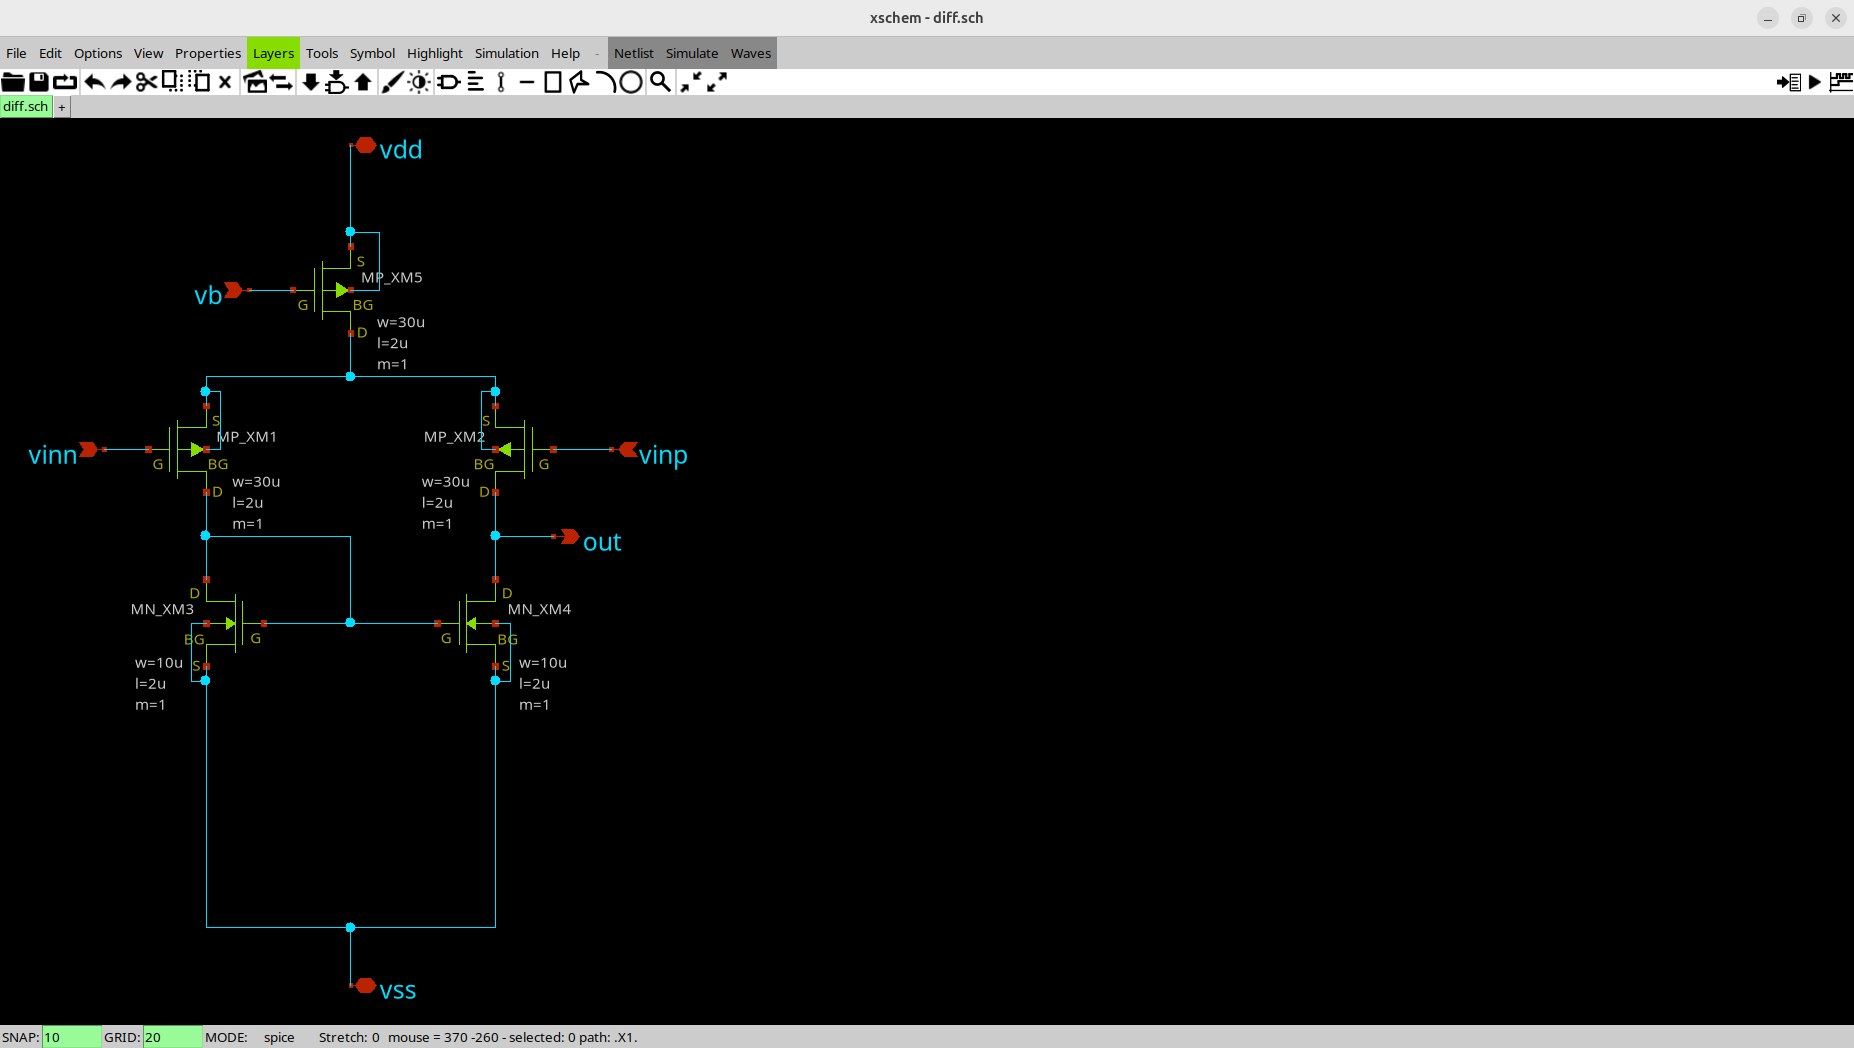 xschem - diff.sch
File Edit Options View Properties Layers Tools Symbol Highlight Simulation Help - Netlist Simulate Waves
diff.sch +
vdd
S
MP_XM5
vb
G BG
w=30u
D
l=2u
m=1
S S
MP_XM1 MP_XM2
vinn vinp
G BG BG G
w=30u w=30u
D D
l=2u l=2u
m=1 m=1
out
D D
MN_XM3 MN_XM4
BG G G BG
w=10u S S w=10u
l=2u l=2u
m=1 m=1
vss
SNAP: 10 GRID: 20 MODE: spice Stretch: 0 mouse = 370 -260 - selected: 0 path: .X1.